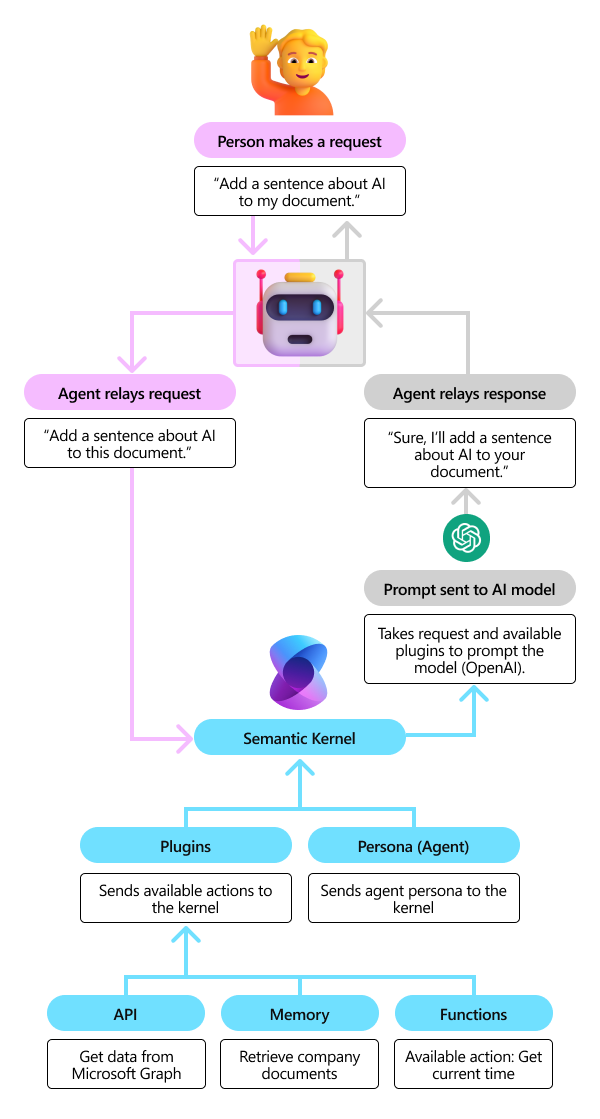 Person makes a request
“Add a sentence about AI
to my document.”
Agent relays request
“Add a sentence about AI
to this document.”
Agent relays response
“Sure, I’ll add a sentence
about AI to your
document.“
Prompt sent to AI model
Takes request and available
plugins to prompt the
model (OpenAI).
Semantic Kernel
Plugins
Sends available actions to
the kernel
Persona (Agent)
Sends agent persona to the
kernel
API
Get data from
Microsoft Graph
Memory
Retrieve company
documents
Functions
Available action: Get
current time